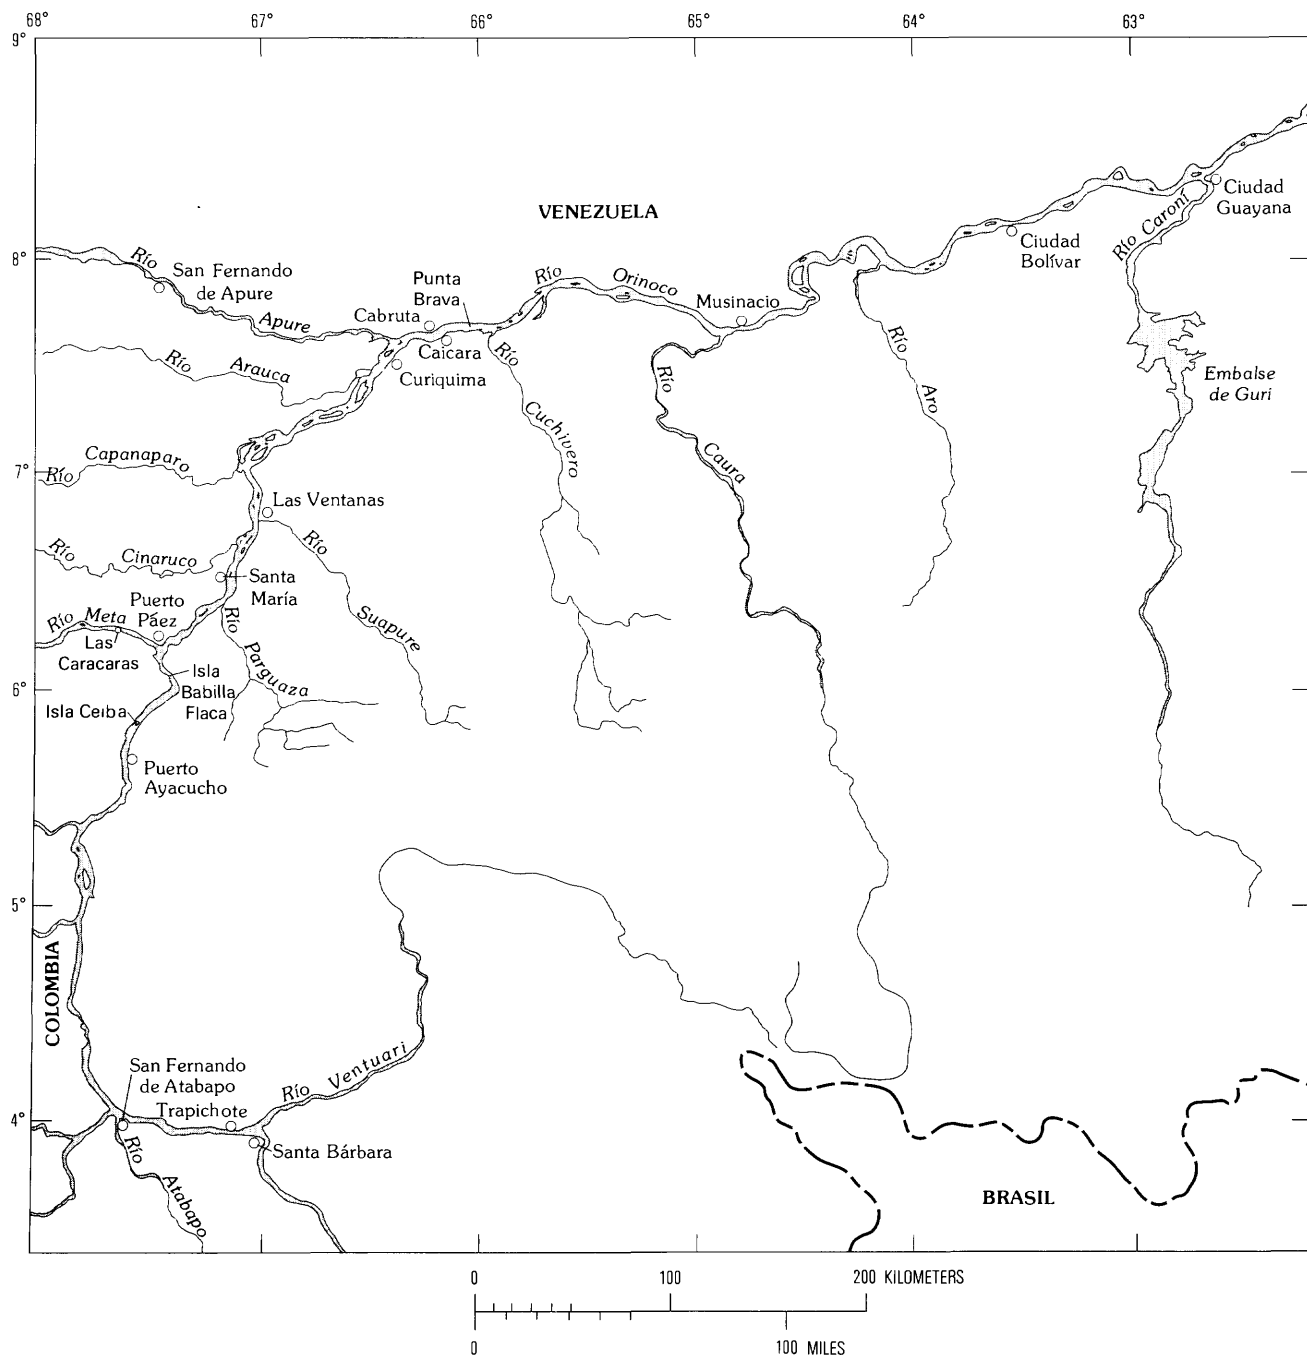 68°
67°
66°
65°
64°
63°
9°
VENEZUELA
Ciudad
Guayana
Río Caroní
Ciudad
Bolívar
8°
Río
San Fernando
de Apure
Apure
Punta
Brava
Río
Orinoco
Musinacio
Cabruta
Caicara
Curiquima
Río
Arauca
Río
Cuchivero
Río
Caura
Río
Aro
Embalse
de Guri
7°
Río
Capanaparo
Las Ventanas
Río
Cinaruco
Río
Suapure
Santa
María
Puerto
Páez
Río Meta
Las
Caracaras
Río
Parguaza
6°
Isla
Babilla
Flaca
Isla Ceiba
Puerto
Ayacucho
5°
COLOMBIA
San Fernando
de Atabapo
Trapichote
Río Ventuari
4°
Río
Atabapo
Santa Bárbara
BRASIL
0 100 200 KILOMETERS
0 100 MILES